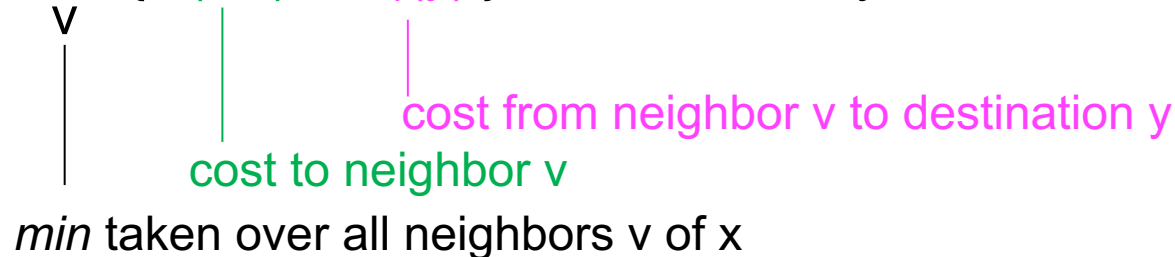 v
cost from neighbor v to destination y
cost to neighbor v
min taken over all neighbors v of x